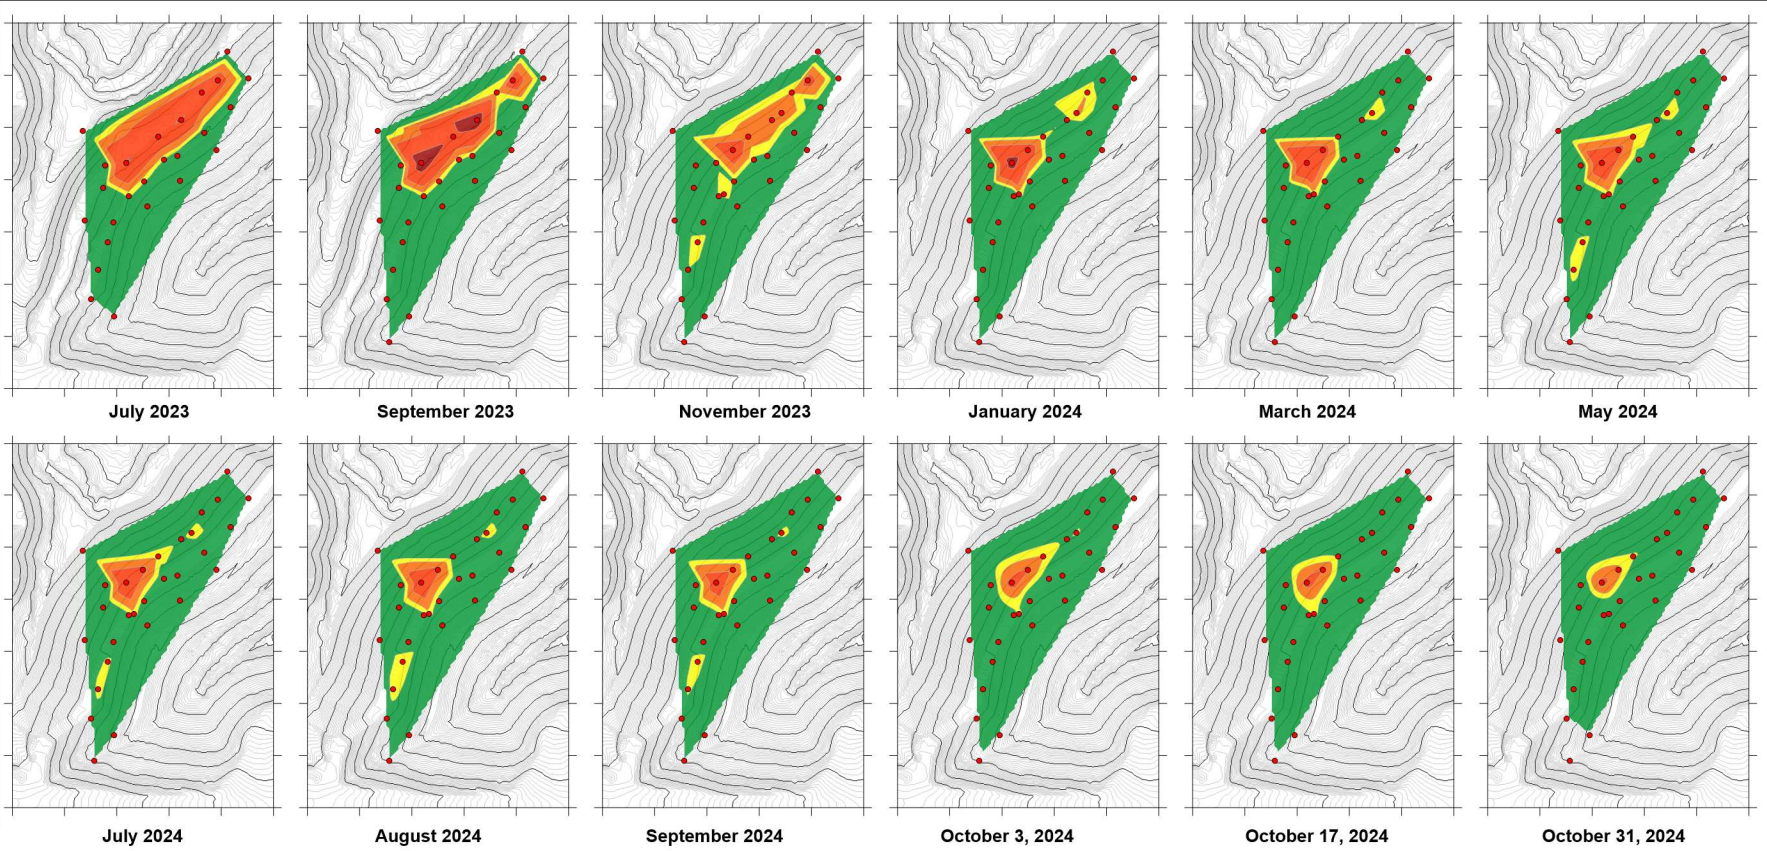 July 2023
September 2023
November 2023
January 2024
March 2024
May 2024
July 2024
August 2024
September 2024
October 3, 2024
October 17, 2024
October 31, 2024